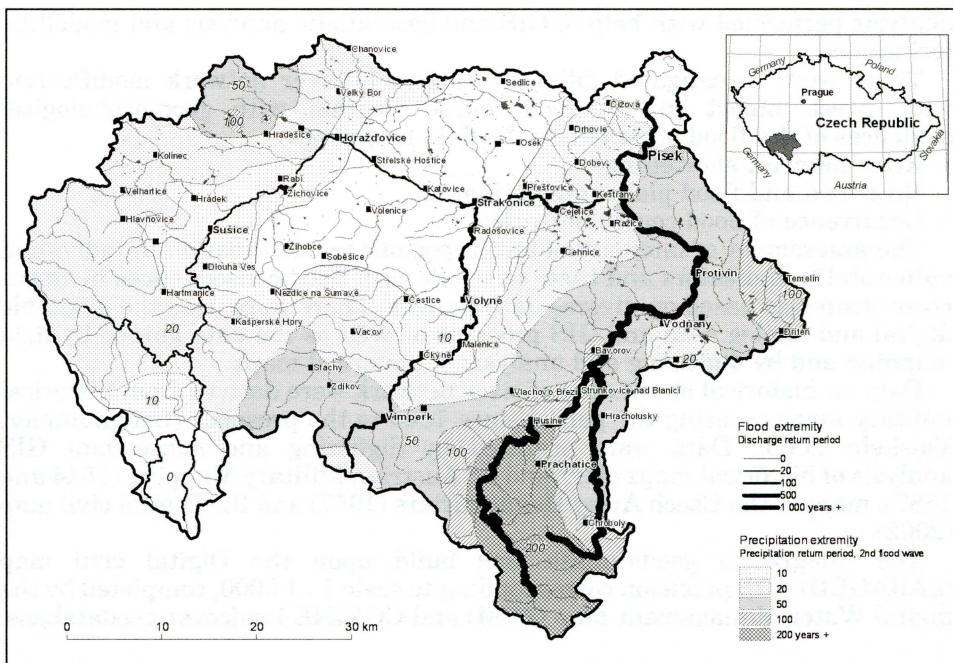 Chanovice
50
Velký Bor
Sedlice
Čížová
100
Hradešice
Horažďovice
Drhovle
Osek
Písek
Kolinec
Střelské Hoštice
Dobev
Rabí
Velhartice
Žichovice
Katovice
Přešťovice
Kestřany
Hrádek
Strakonice
Hlavňovice
Volenice
Čejetice
Sušice
Radošovice
Ražice
Žihobce
Čehnice
Soběšice
Dlouhá Ves
Protivín
Temelín
Hartmanice
Nezdice na Šumavě
100
Čestice
Volyně
20
Kašperské Hory
Vodňany
Dříteň
Vacov
10
Malenice
Čkyně
Bavorov
20
Stachy
Zdíkov
Vlachovo Březí
Strunkovice nad Blanicí
10
Vimperk
Husinec
Hracholusky
50
50
100
Prachatice
0
Chroboly
200
0 10 20 30 km
Germany
Poland
Prague
Czech Republic
Germany
Slovakia
Austria
Flood extremity
Discharge return period
20
100
500
1 000 years +
Precipitation extremity
Precipitation return period, 2nd flood wave
10
20
50
100
200 years +